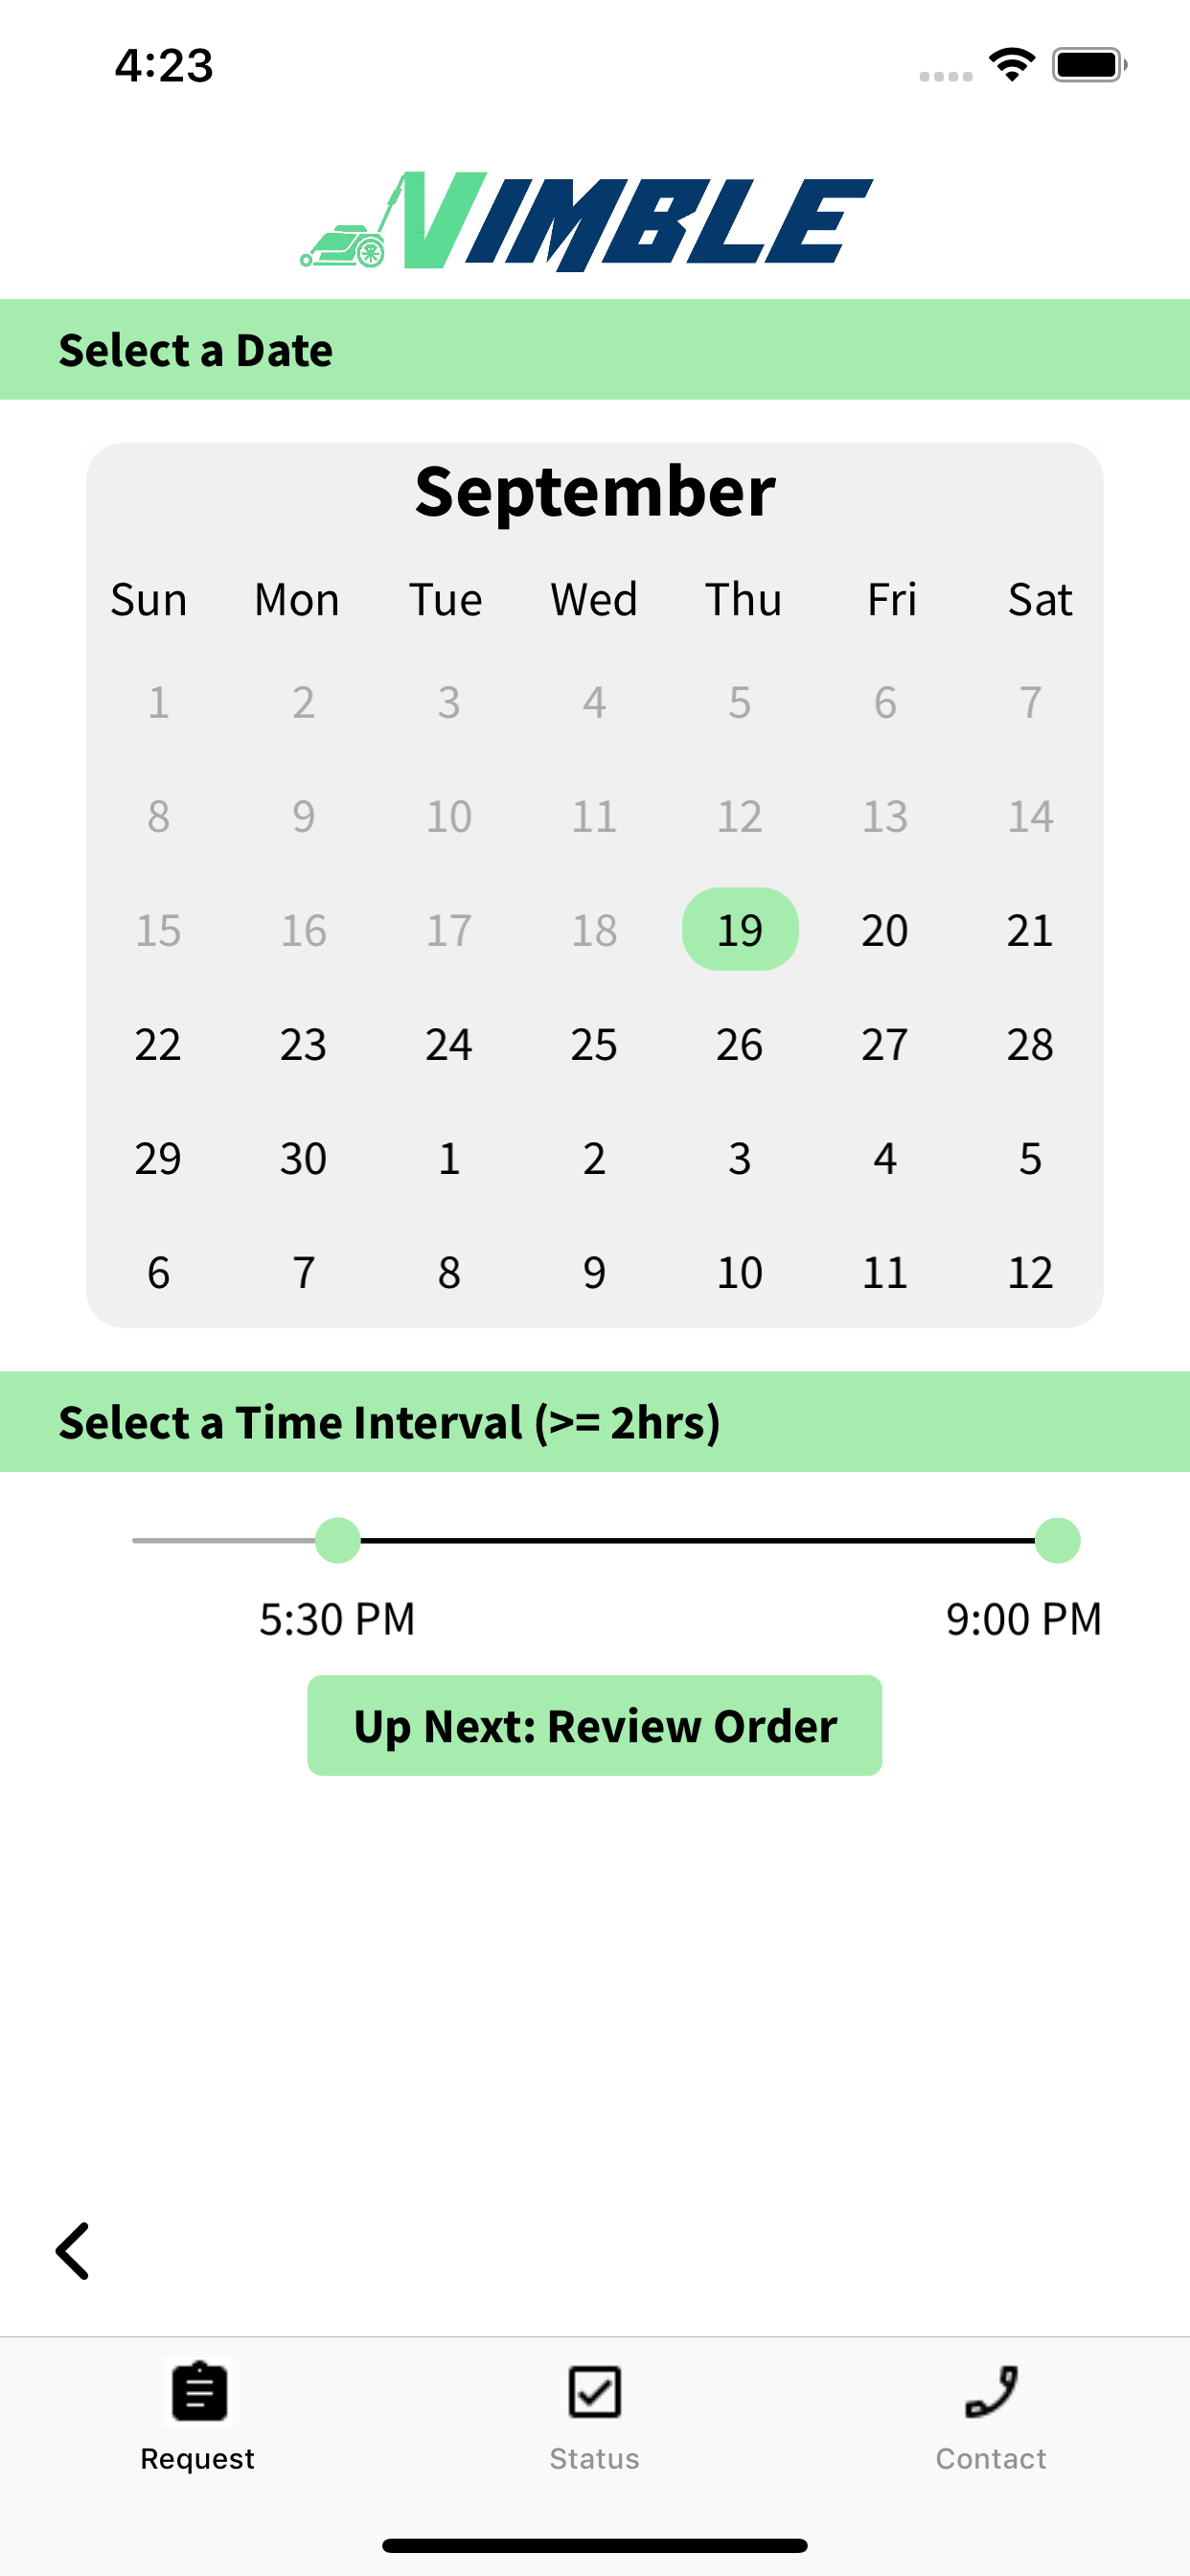 4:23
NIMBLE
Select a Date
September
Sun Mon Tue Wed Thu Fri Sat
1 2 3 4 5 6 7
8 9 10 11 12 13 14
15 16 17 18 19 20 21
22 23 24 25 26 27 28
29 30 1 2 3 4 5
6 7 8 9 10 11 12
Select a Time Interval (>= 2hrs)
5:30 PM 9:00 PM
Up Next: Review Order
Request Status Contact